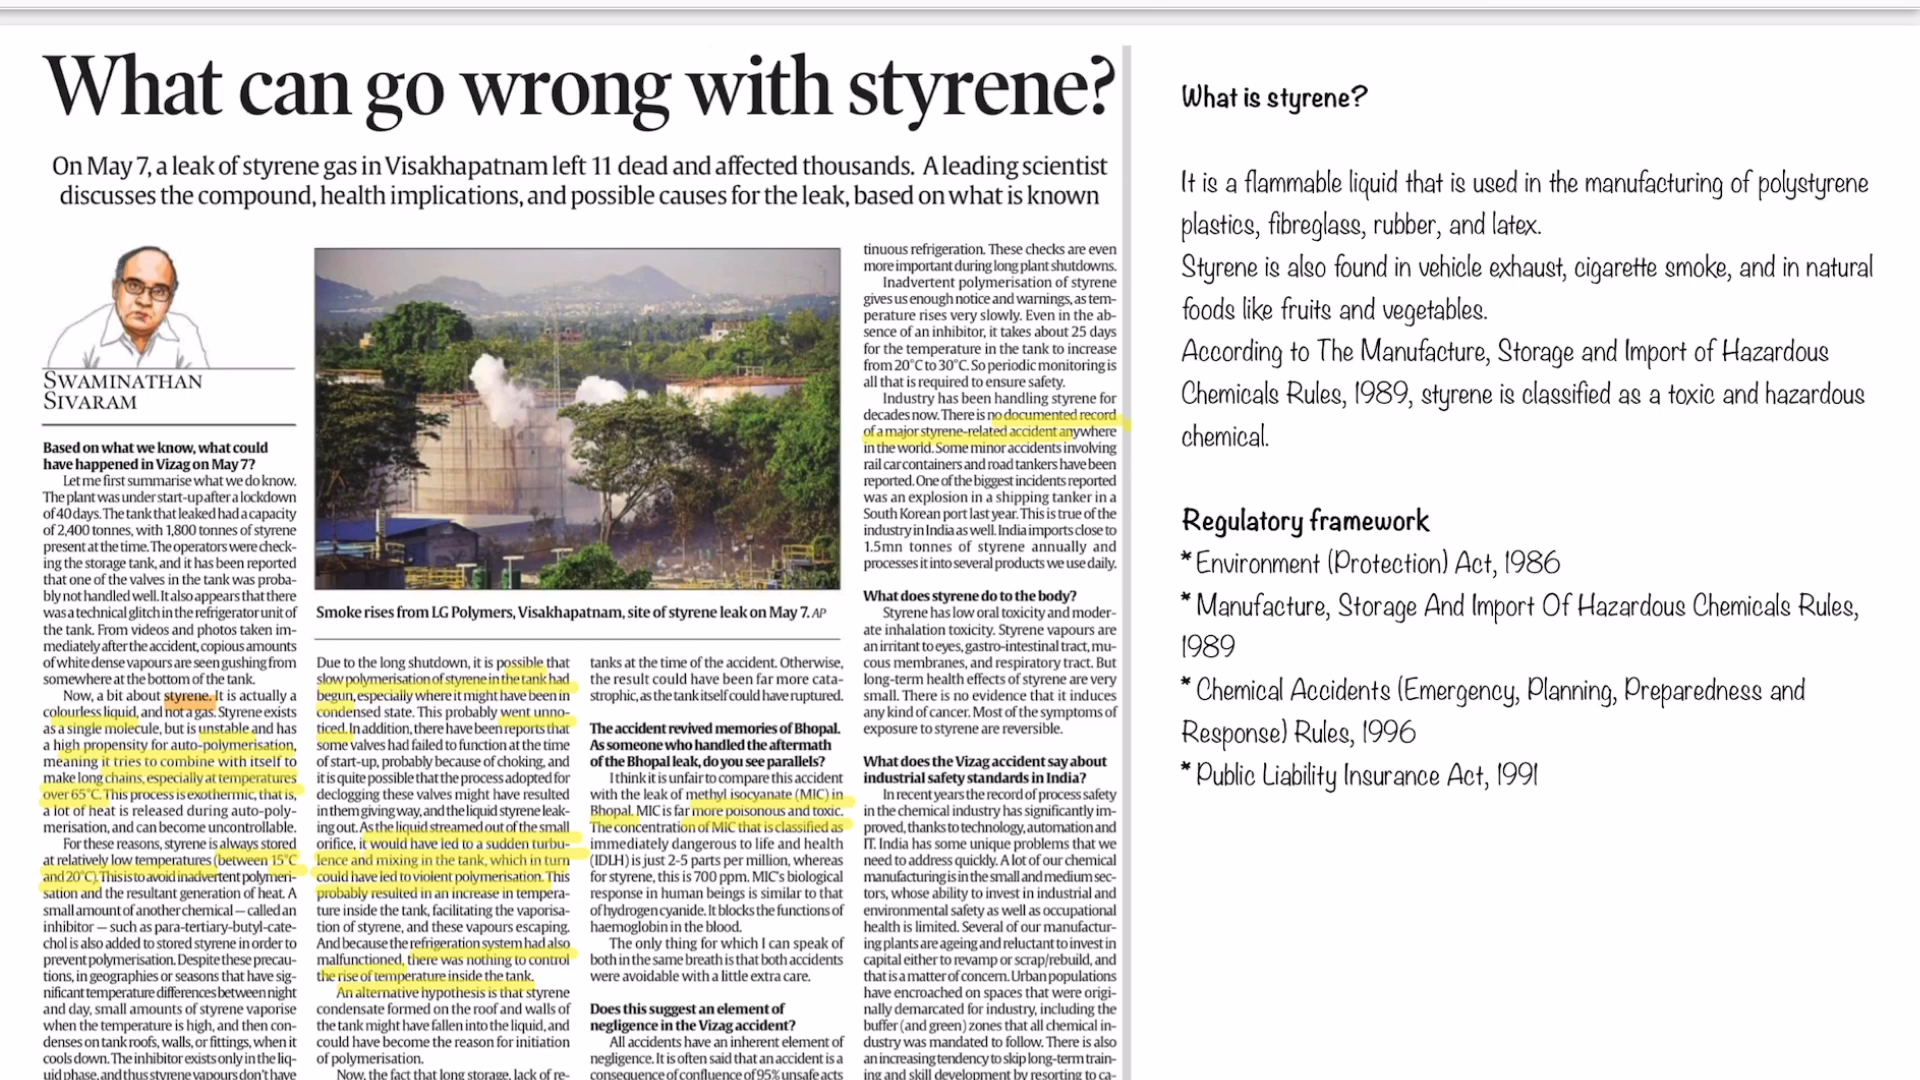 What can go wrong with styrene?
On May 7, a leak of styrene gas in Visakhapatnam left 11 dead and affected thousands. A leading scientist
discusses the compound, health implications, and possible causes for the leak, based on what is known
SWAMINATHAN
SIVARAM
Based on what we know, what could
have happened in Vizag on May 7?
Let me first summarise what we do know.
The plant was under start-up after a lockdown
of 40 days. The tank that leaked had a capacity
of 2,400 tonnes, with 1,800 tonnes of styrene
present at the time. The operators were check-
ing the storage tank, and it has been reported
that one of the valves in the tank was proba-
bly not handled well. It also appears that there
was a technical glitch in the refrigerator unit of
the tank. From videos and photos taken im-
mediately after the accident, copious amounts
of white dense vapours are seen gushing from
somewhere at the bottom of the tank.
Now, a bit about styrene. It is actually a
colourless liquid, and not a gas. Styrene exists
as a single molecule, but is unstable and has
a high propensity for auto-polymerisation,
meaning it tries to combine with itself to
make long chains, especially at temperatures
over 65°C. This process is exothermic, that is,
a lot of heat is released during auto-poly-
merisation, and can become uncontrollable.
For these reasons, styrene is always stored
at relatively low temperatures (between 15°C
and 20°C). This is to avoid inadvertent polymeri-
sation and the resultant generation of heat. A
small amount of another chemical — called an
inhibitor — such as para-tertiary-butyl-cate-
chol is also added to stored styrene in order to
prevent polymerisation. Despite these precau-
tions, in geographies or seasons that have sig-
nificant temperature differences between night
and day, small amounts of styrene vaporise
when the temperature is high, and then con-
denses on tank roofs, walls, or fittings, when it
cools down. The inhibitor exists only in the liq-
uid phase, and thus styrene vapours don't have
Smoke rises from LG Polymers, Visakhapatnam, site of styrene leak on May 7. AP
Due to the long shutdown, it is possible that
slow polymerisation of styrene in the tank had
begun, especially where it might have been in
condensed state. This probably went unno-
ticed. In addition, there have been reports that
some valves had failed to function at the time
of start-up, probably because of choking, and
it is quite possible that the process adopted for
declogging these valves might have resulted
in them giving way, and the liquid styrene leak-
ing out. As the liquid streamed out of the small
orifice, it would have led to a sudden turbu-
lence and mixing in the tank, which in turn
could have led to violent polymerisation. This
probably resulted in an increase in tempera-
ture inside the tank, facilitating the vaporisa-
tion of styrene, and these vapours escaping.
And because the refrigeration system had also
malfunctioned, there was nothing to control
the rise of temperature inside the tank.
An alternative hypothesis is that styrene
condensate formed on the roof and walls of
the tank might have fallen into the liquid, and
could have become the reason for initiation
of polymerisation.
Now, the fact that long storage, lack of re-
tanks at the time of the accident. Otherwise,
the result could have been far more cata-
strophic, as the tank itself could have ruptured.
The accident revived memories of Bhopal.
As someone who handled the aftermath
of the Bhopal leak, do you see parallels?
I think it is unfair to compare this accident
with the leak of methyl isocyanate (MIC) in
Bhopal. MIC is far more poisonous and toxic.
The concentration of MIC that is classified as
immediately dangerous to life and health
(IDLH) is just 2-5 parts per million, whereas
for styrene, this is 700 ppm. MIC's biological
response in human beings is similar to that
of hydrogen cyanide. It blocks the functions of
haemoglobin in the blood.
The only thing for which I can speak of
both in the same breath is that both accidents
were avoidable with a little extra care.
Does this suggest an element of
negligence in the Vizag accident?
All accidents have an inherent element of
negligence. It is often said that an accident is a
consequence of confluence of 95% unsafe acts
tinuous refrigeration. These checks are even
more important during long plant shutdowns.
Inadvertent polymerisation of styrene
gives us enough notice and warnings, as tem-
perature rises very slowly. Even in the ab-
sence of an inhibitor, it takes about 25 days
for the temperature in the tank to increase
from 20°C to 30°C. So periodic monitoring is
all that is required to ensure safety.
Industry has been handling styrene for
decades now. There is no documented record
of a major styrene-related accident anywhere
in the world. Some minor accidents involving
rail car containers and road tankers have been
reported. One of the biggest incidents reported
was an explosion in a shipping tanker in a
South Korean port last year. This is true of the
industry in India as well. India imports close to
1.5mn tonnes of styrene annually and
processes it into several products we use daily.
What does styrene do to the body?
Styrene has low oral toxicity and moder-
ate inhalation toxicity. Styrene vapours are
an irritant to eyes, gastro-intestinal tract, mu-
cous membranes, and respiratory tract. But
long-term health effects of styrene are very
small. There is no evidence that it induces
any kind of cancer. Most of the symptoms of
exposure to styrene are reversible.
What does the Vizag accident say about
industrial safety standards in India?
In recent years the record of process safety
in the chemical industry has significantly im-
proved, thanks to technology, automation and
IT. India has some unique problems that we
need to address quickly. A lot of our chemical
manufacturing is in the small and medium sec-
tors, whose ability to invest in industrial and
environmental safety as well as occupational
health is limited. Several of our manufactur-
ing plants are ageing and reluctant to invest in
capital either to revamp or scrap/rebuild, and
that is a matter of concern. Urban populations
have encroached on spaces that were origi-
nally demarcated for industry, including the
buffer (and green) zones that all chemical in-
dustry was mandated to follow. There is also
an increasing tendency to skip long-term train-
ing and skill development by resorting to ca-
What is styrene?
It is a flammable liquid that is used in the manufacturing of polystyrene
plastics, fibreglass, rubber, and latex.
Styrene is also found in vehicle exhaust, cigarette smoke, and in natural
foods like fruits and vegetables.
According to The Manufacture, Storage and Import of Hazardous
Chemicals Rules, 1989, styrene is classified as a toxic and hazardous
chemical.
Regulatory framework
* Environment (Protection) Act, 1986
* Manufacture, Storage And Import Of Hazardous Chemicals Rules,
1989
* Chemical Accidents (Emergency, Planning, Preparedness and
Response) Rules, 1996
* Public Liability Insurance Act, 1991